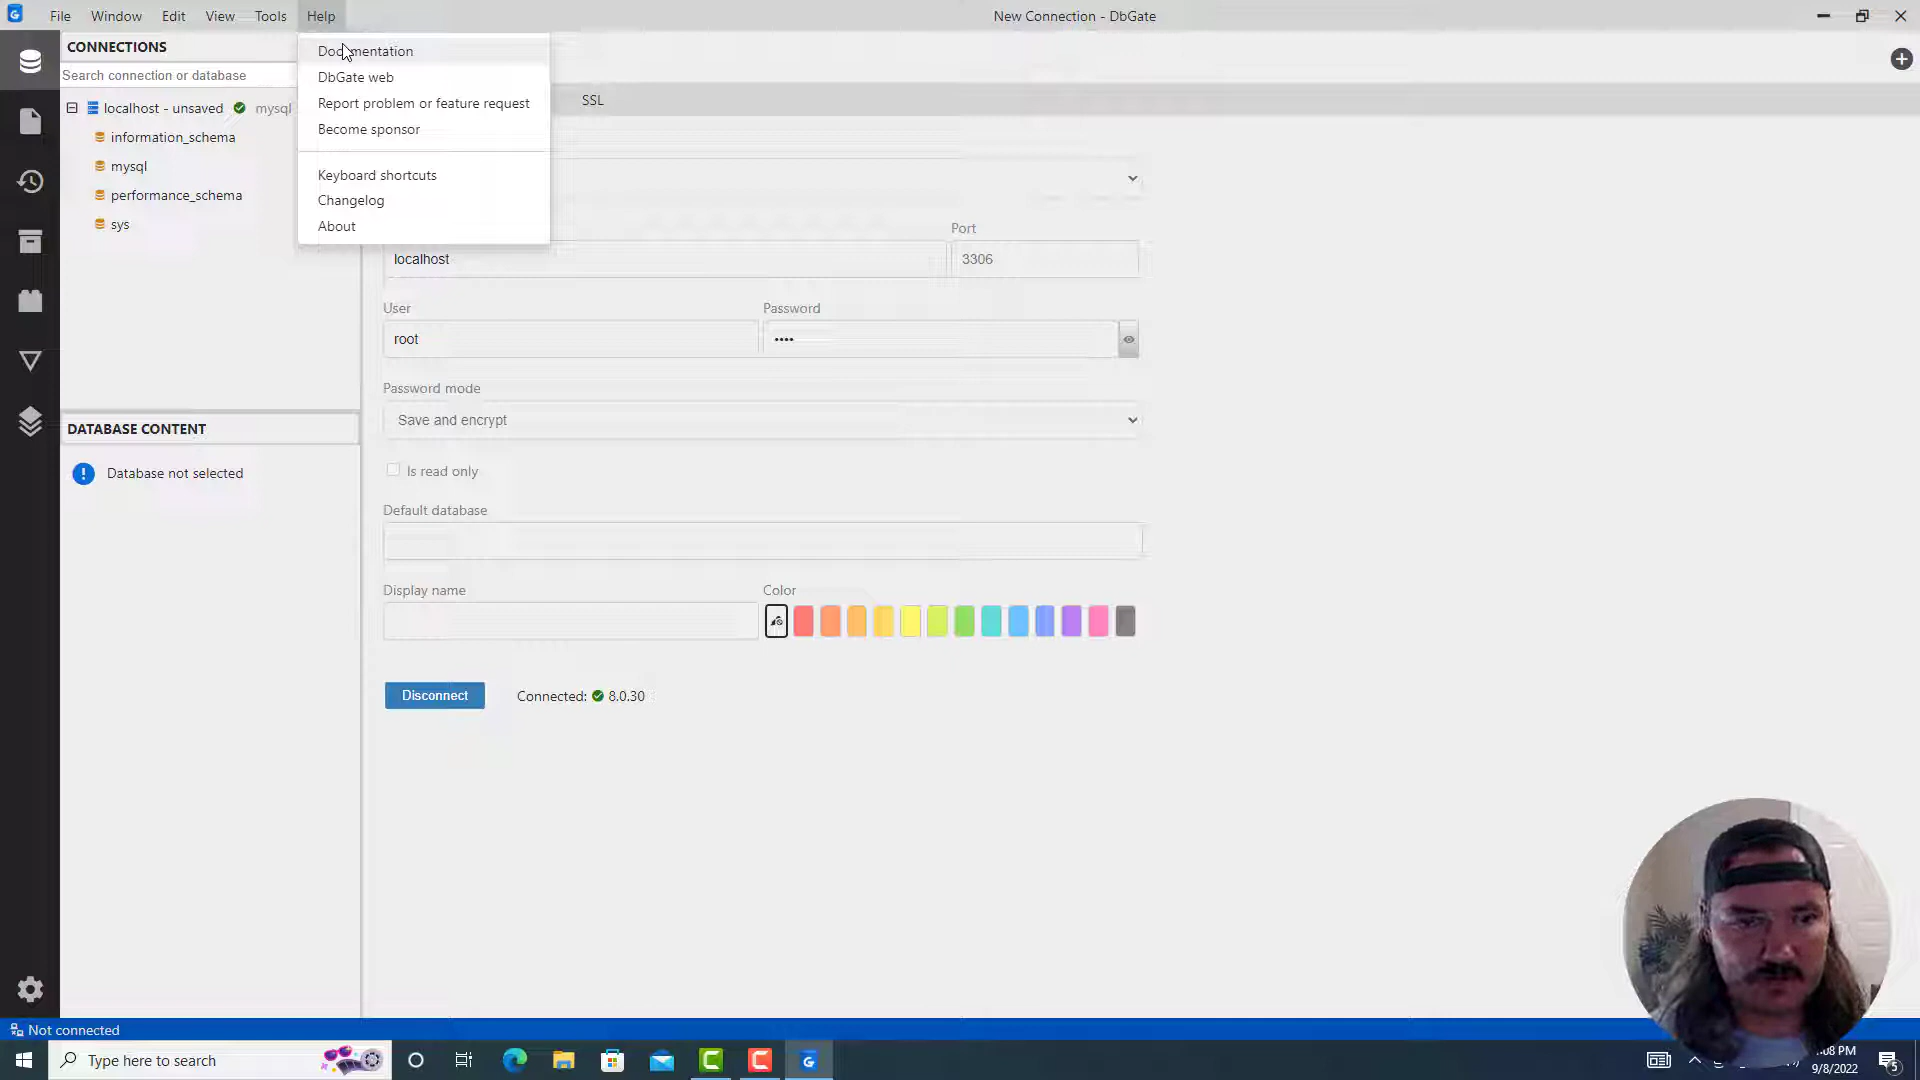 File Window Edit View Tools Help New Connection - DbGate
CONNECTIONS
Search connection or database
localhost - unsaved mysql
information_schema
mysql
performance_schema
sys
Documentation
DbGate web
Report problem or feature request
Become sponsor
Keyboard shortcuts
Changelog
About
SSL
Port
localhost 3306
User Password
root ••••
Password mode
Save and encrypt
Is read only
Default database
Display name Color
Disconnect Connected: 8.0.30
DATABASE CONTENT
Database not selected
Not connected
Type here to search
:08 PM
9/8/2022
5